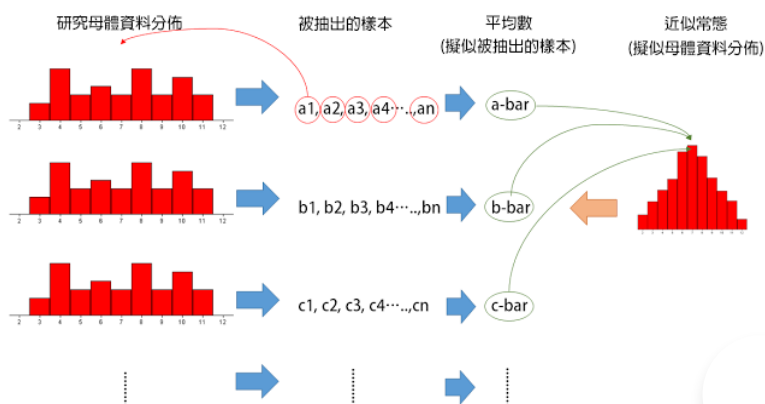 研究母體資料分佈
被抽出的樣本
平均數
(擬似被抽出的樣本)
近似常態
(擬似母體資料分佈)
2 3 4 5 6 7 8 9 10 11 12
a1, a2, a3, a4⋯..,an
a-bar
2 3 4 5 6 7 8 9 10 11 12
b1, b2, b3, b4⋯..,bn
b-bar
2 3 4 5 6 7 8 9 10 11 12
c1, c2, c3, c4⋯..,cn
c-bar